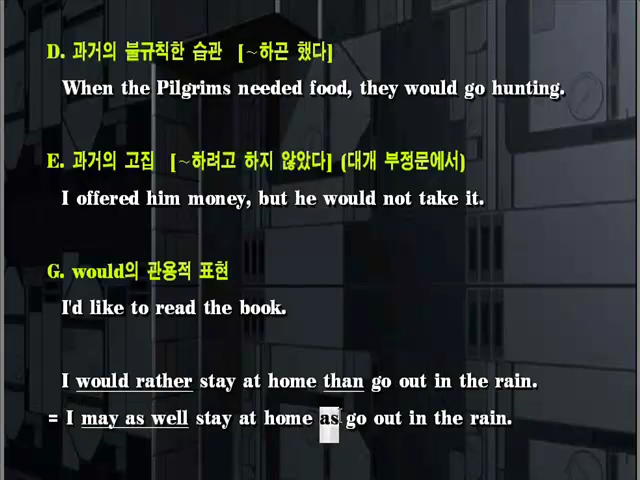 D. 과거의 불규칙한 습관 [~하곤 했다]
When the Pilgrims needed food, they would go hunting.
E. 과거의 고집 [~하려고 하지 않았다] (대개 부정문에서)
I offered him money, but he would not take it.
G. would의 관용적 표현
I'd like to read the book.
I would rather stay at home than go out in the rain.
= I may as well stay at home as go out in the rain.